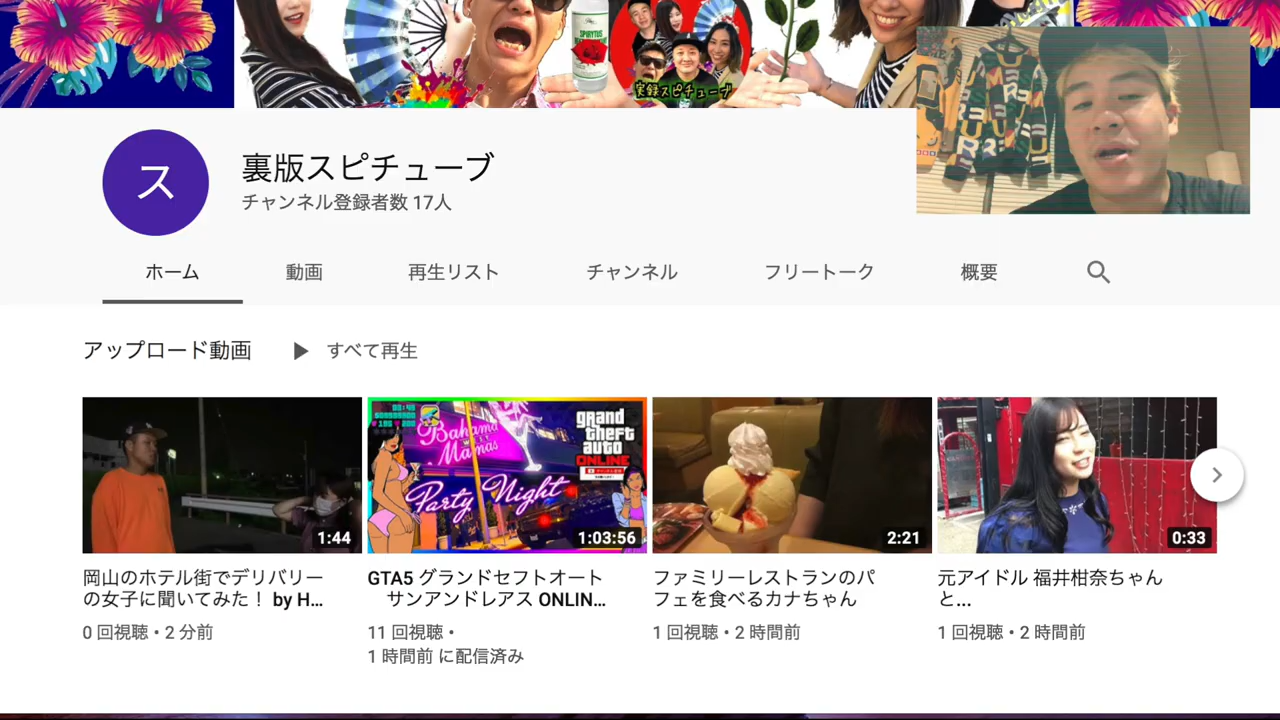 SPIRYTUS
実録スピチューブ
ス
裏版スピチューブ
チャンネル登録者数 17人
ホーム
動画
再生リスト
チャンネル
フリートーク
概要
アップロード動画
すべて再生
Bahama
Mamas
Party Night
grand
theft
auto
ONLINE
1:44
1:03:56
2:21
0:33
岡山のホテル街でデリバリー
の女子に聞いてみた！ by H...
0 回視聴・2 分前
GTA5 グランドセフトオート
サンアンドレアス ONLIN...
11 回視聴・
1 時間前 に配信済み
ファミリーレストランのパ
フェを食べるカナちゃん
1 回視聴・2 時間前
元アイドル 福井柑奈ちゃん
と...
1 回視聴・2 時間前